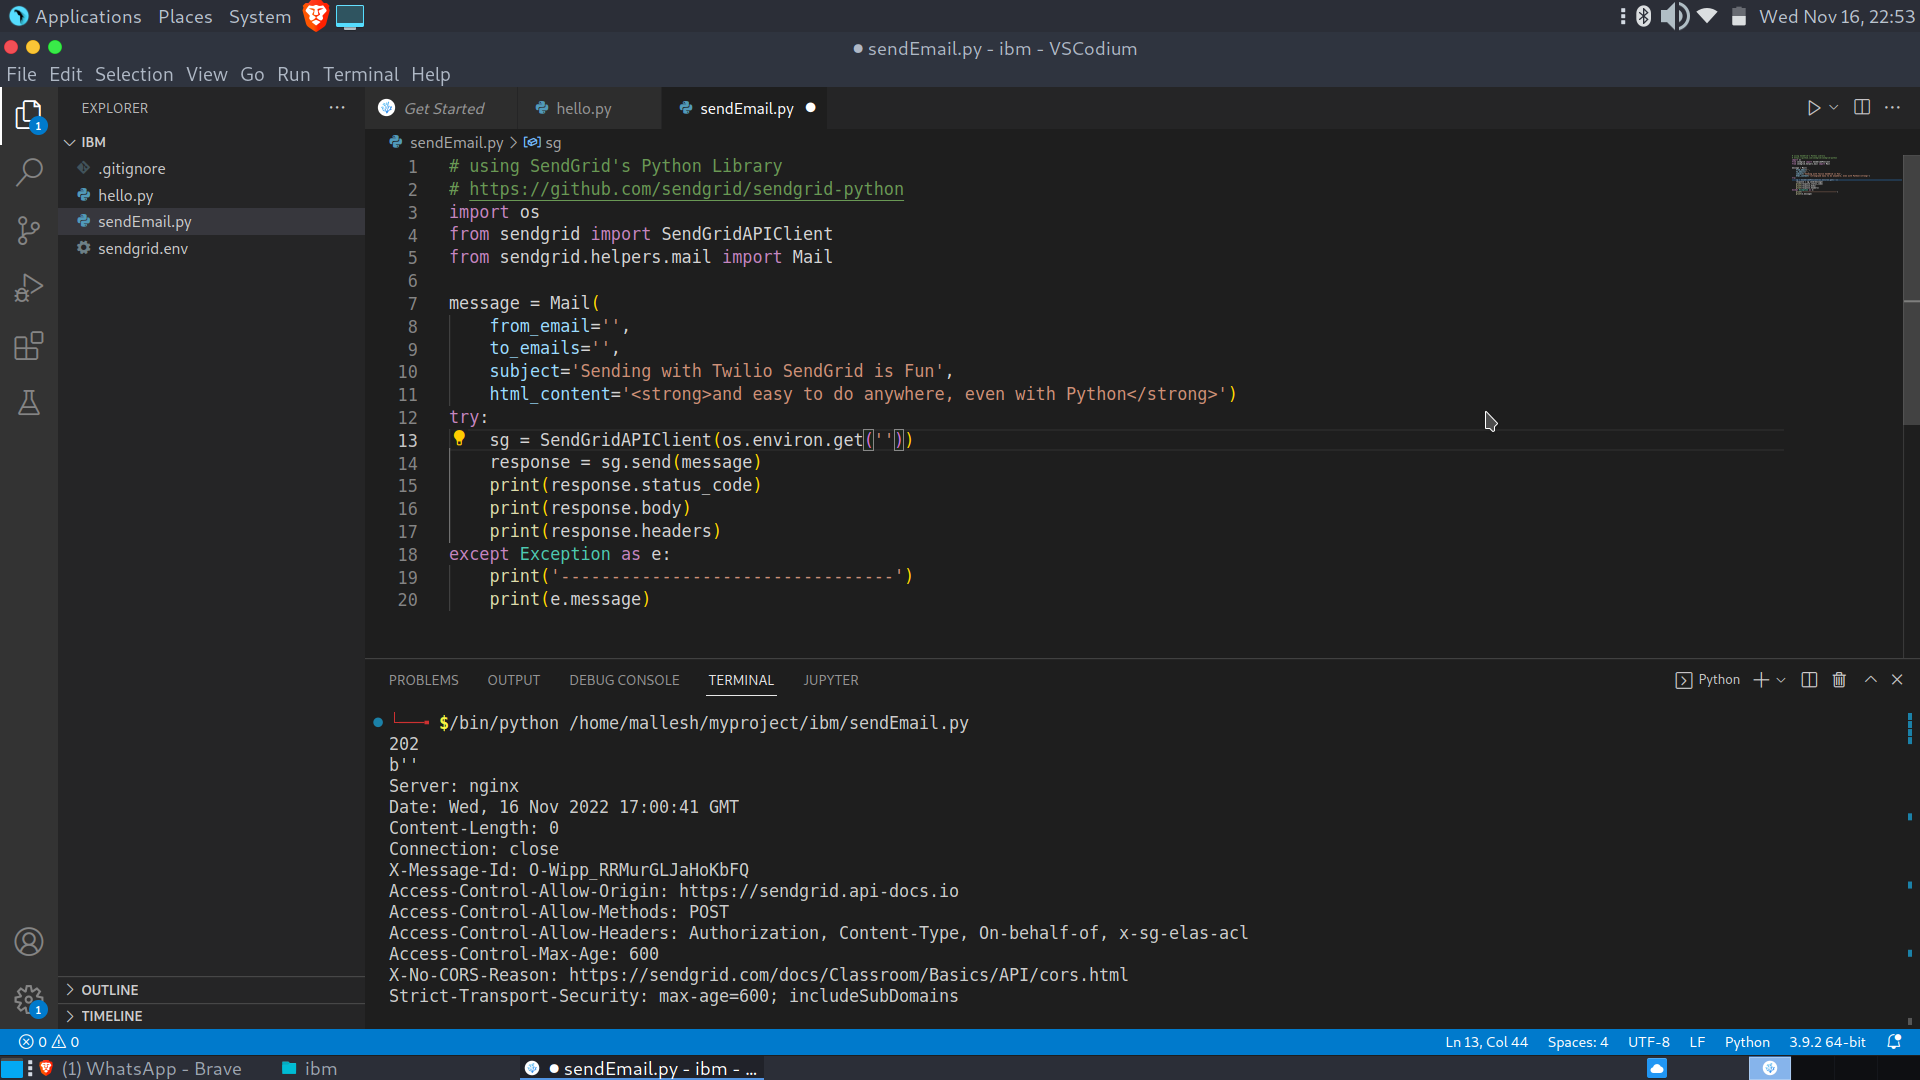 Applications Places System
Wed Nov 16, 22:53
● sendEmail.py - ibm - VSCodium
File Edit Selection View Go Run Terminal Help
EXPLORER ···
Get Started
hello.py
sendEmail.py ●
IBM
.gitignore
hello.py
sendEmail.py
sendgrid.env
OUTLINE
TIMELINE
1
1
sendEmail.py > sg
1 # using SendGrid's Python Library
2 # https://github.com/sendgrid/sendgrid-python
3 import os
4 from sendgrid import SendGridAPIClient
5 from sendgrid.helpers.mail import Mail
6
7 message = Mail(
8     from_email='',
9     to_emails='',
10     subject='Sending with Twilio SendGrid is Fun',
11     html_content='<strong>and easy to do anywhere, even with Python</strong>')
12 try:
13     sg = SendGridAPIClient(os.environ.get(''))
14     response = sg.send(message)
15     print(response.status_code)
16     print(response.body)
17     print(response.headers)
18 except Exception as e:
19     print('---------------------------------')
20     print(e.message)
PROBLEMS OUTPUT DEBUG CONSOLE TERMINAL JUPYTER
Python
$/bin/python /home/mallesh/myproject/ibm/sendEmail.py
202
b''
Server: nginx
Date: Wed, 16 Nov 2022 17:00:41 GMT
Content-Length: 0
Connection: close
X-Message-Id: O-Wipp_RRMurGLJaHoKbFQ
Access-Control-Allow-Origin: https://sendgrid.api-docs.io
Access-Control-Allow-Methods: POST
Access-Control-Allow-Headers: Authorization, Content-Type, On-behalf-of, x-sg-elas-acl
Access-Control-Max-Age: 600
X-No-CORS-Reason: https://sendgrid.com/docs/Classroom/Basics/API/cors.html
Strict-Transport-Security: max-age=600; includeSubDomains
0 0
Ln 13, Col 44 Spaces: 4 UTF-8 LF Python 3.9.2 64-bit
(1) WhatsApp - Brave
ibm
● sendEmail.py - ibm - ...